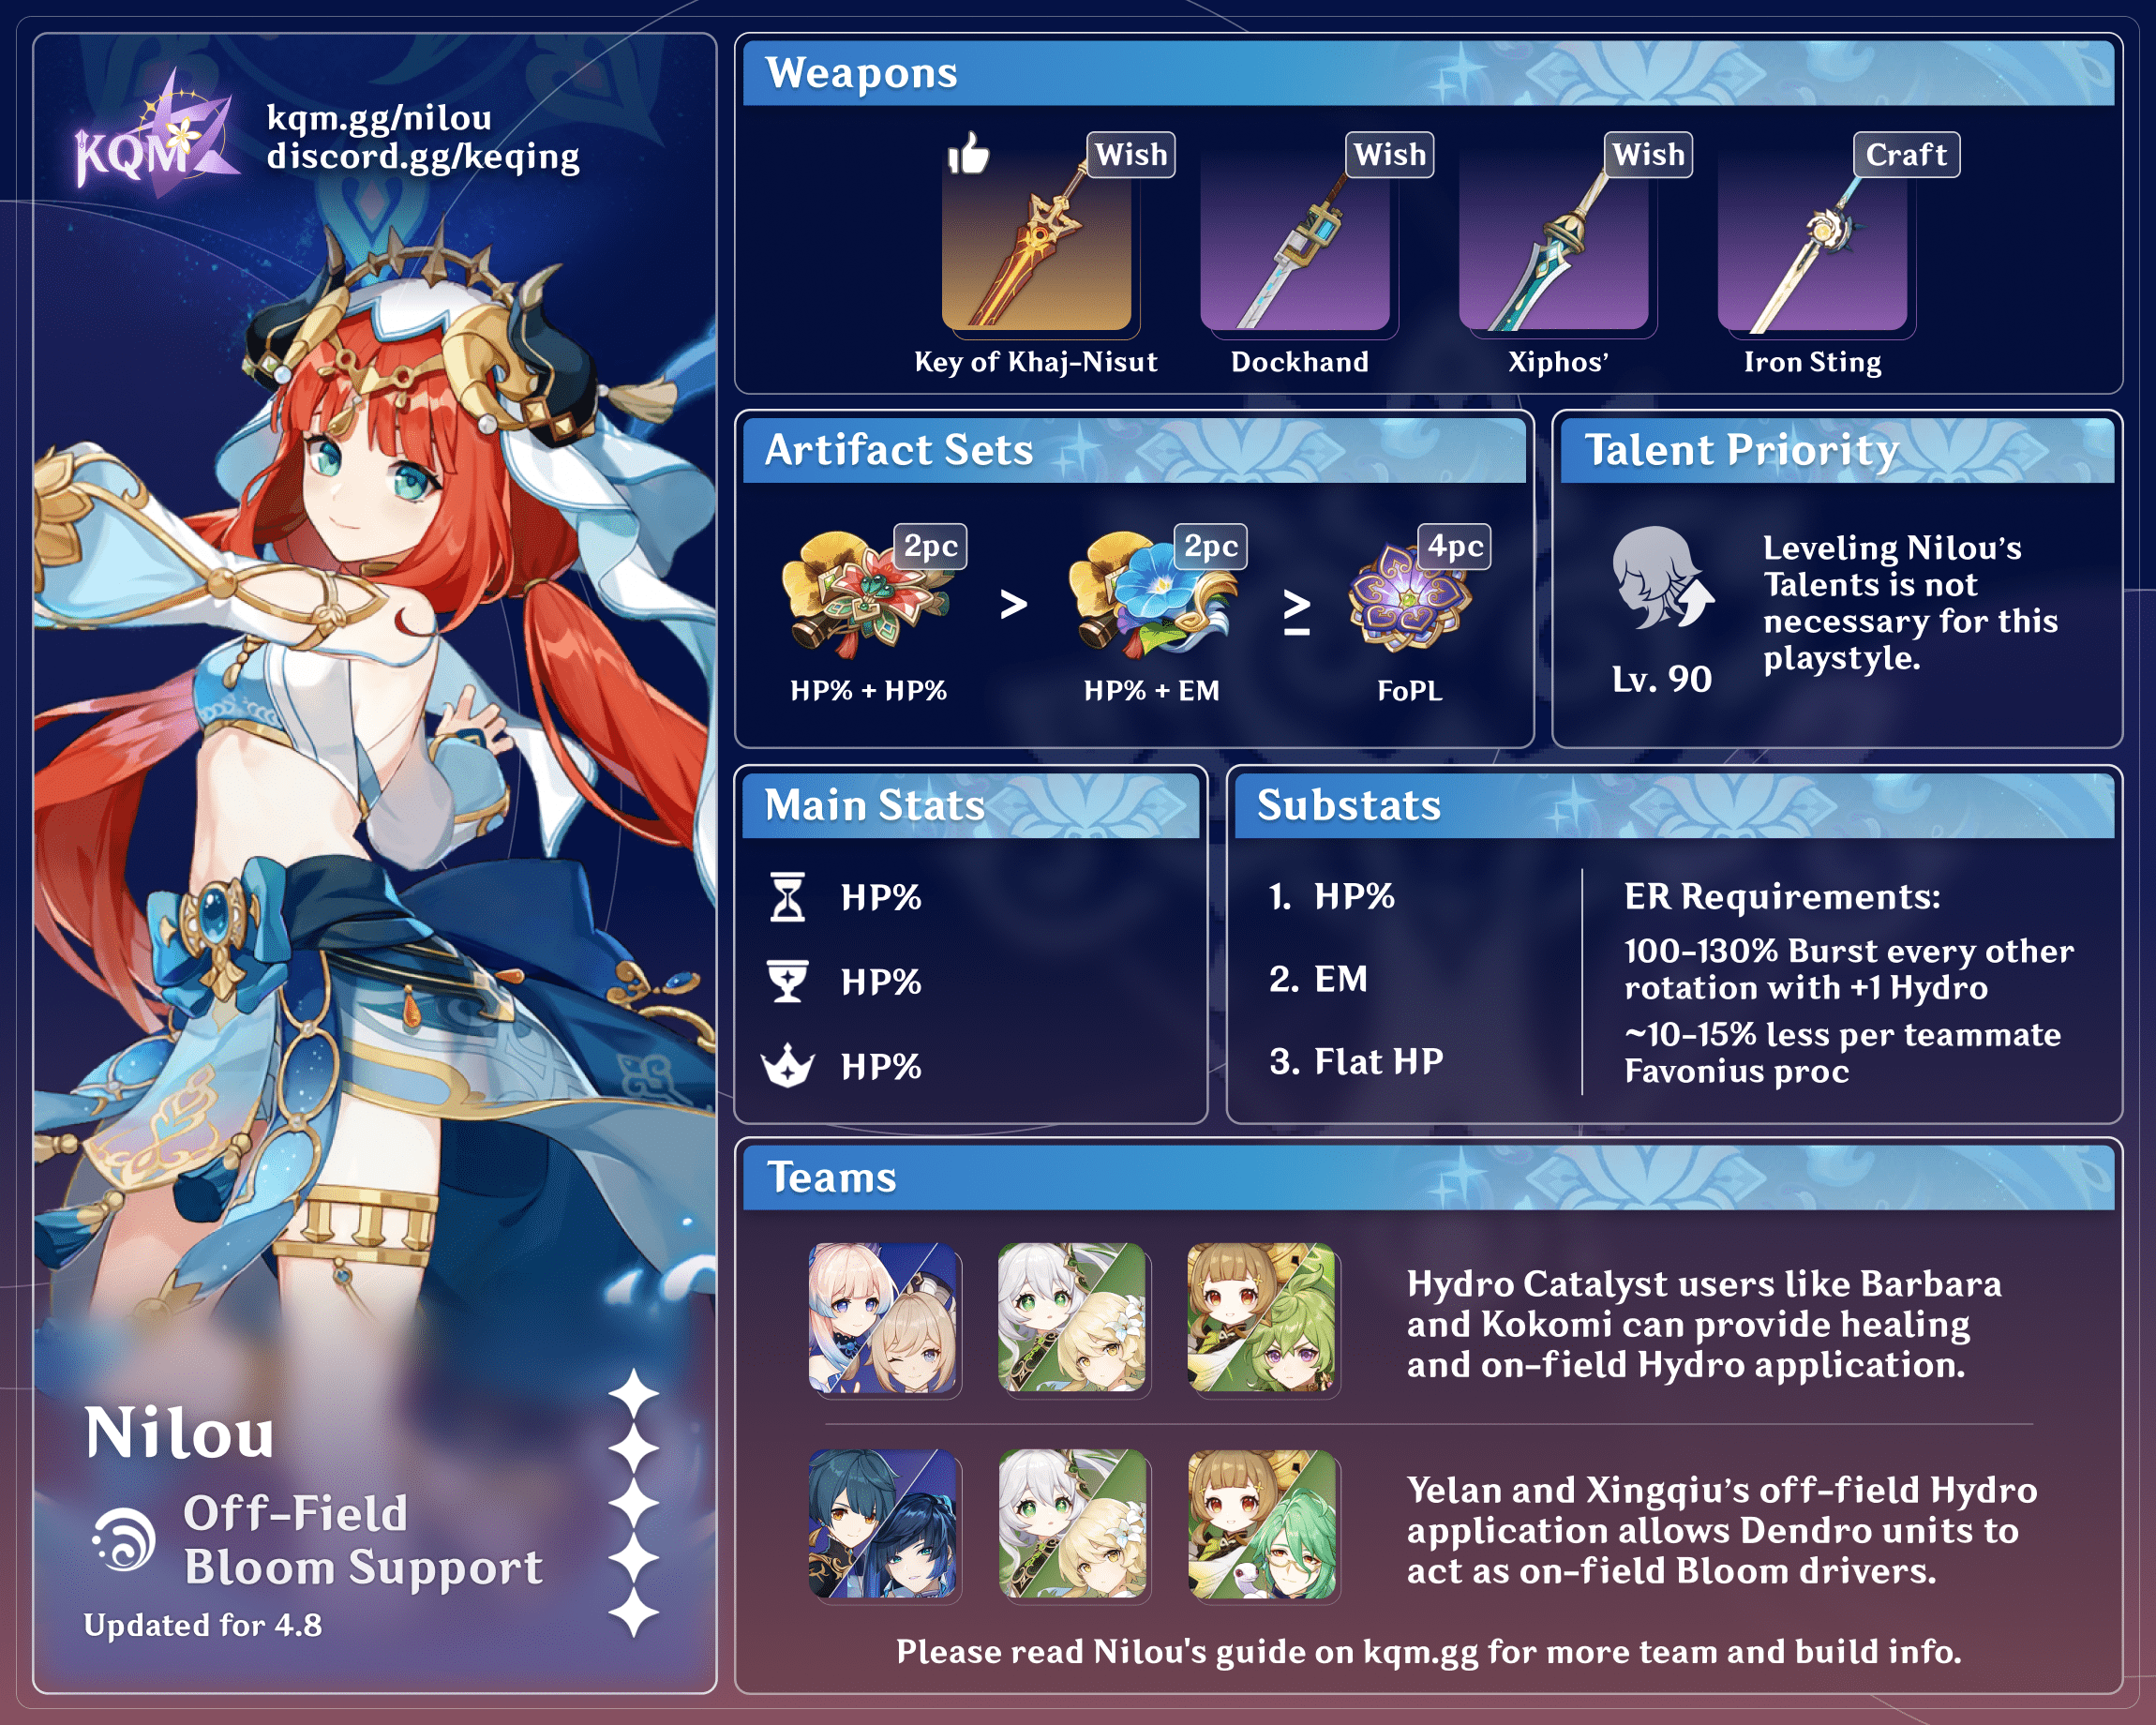 KQM
kqm.gg/nilou
discord.gg/keqing
Nilou
Off-Field
Bloom Support
Updated for 4.8
Weapons
Wish
Wish
Wish
Craft
Key of Khaj-Nisut
Dockhand
Xiphos'
Iron Sting
Artifact Sets
2pc
>
2pc
≥
4pc
HP% + HP%
HP% + EM
FoPL
Talent Priority
Lv. 90
Leveling Nilou's
Talents is not
necessary for this
playstyle.
Main Stats
HP%
HP%
HP%
Substats
1. HP%
2. EM
3. Flat HP
ER Requirements:
100-130% Burst every other
rotation with +1 Hydro
~10-15% less per teammate
Favonius proc
Teams
Hydro Catalyst users like Barbara
and Kokomi can provide healing
and on-field Hydro application.
Yelan and Xingqiu's off-field Hydro
application allows Dendro units to
act as on-field Bloom drivers.
Please read Nilou's guide on kqm.gg for more team and build info.